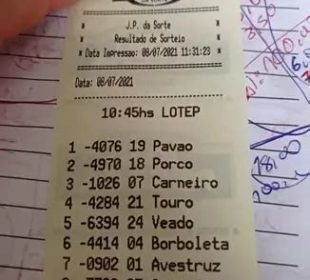 J.P. da Sorte
* Resultado de Sorteio *
* Data Impressao: 08/07/2021 11:31:23 *
Data: 08/07/2021
10:45hs LOTEP
1 -4076 19 Pavao
2 -4970 18 Porco
3 -1026 07 Carneiro
4 -4284 21 Touro
5 -6394 24 Veado
6 -4414 04 Borboleta
7 -0902 01 Avestruz